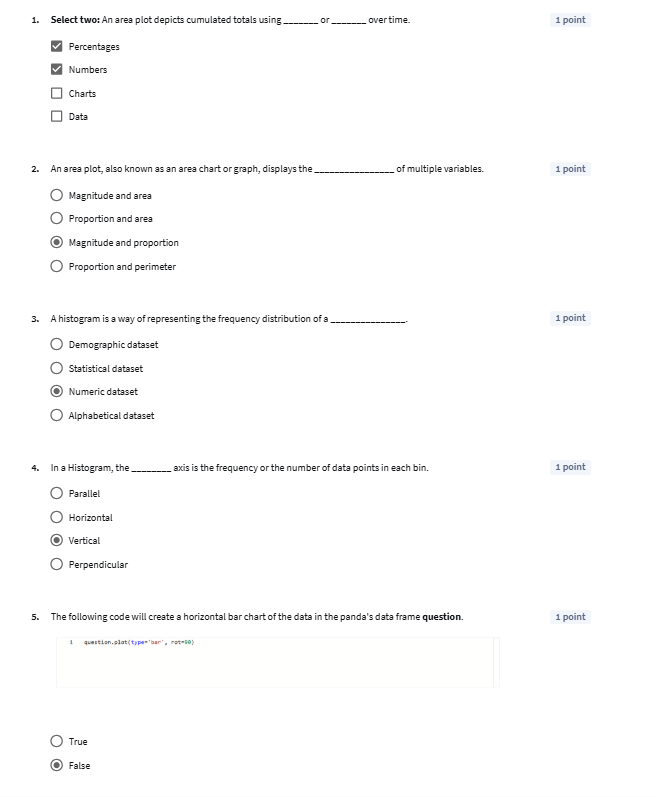 1. Select two: An area plot depicts cumulated totals using _______ or _______ over time. 1 point
Percentages
Numbers
Charts
Data
2. An area plot, also known as an area chart or graph, displays the ________________ of multiple variables. 1 point
Magnitude and area
Proportion and area
Magnitude and proportion
Proportion and perimeter
3. A histogram is a way of representing the frequency distribution of a _______________. 1 point
Demographic dataset
Statistical dataset
Numeric dataset
Alphabetical dataset
4. In a Histogram, the ________ axis is the frequency or the number of data points in each bin. 1 point
Parallel
Horizontal
Vertical
Perpendicular
5. The following code will create a horizontal bar chart of the data in the panda's data frame question. 1 point
1 question.plot(type='bar', rot=90)
True
False